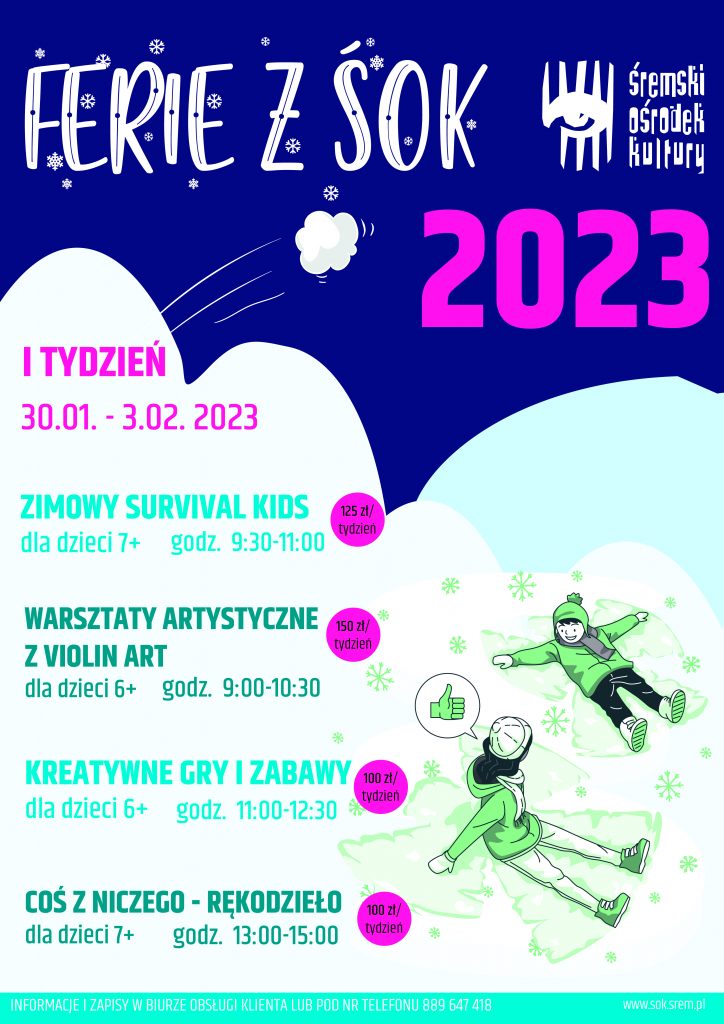 FERIE Z ŚOK
śremski
ośrodek
kultury
2023
I TYDZIEŃ
30.01. - 3.02. 2023
ZIMOWY SURVIVAL KIDS
125 zł/
tydzień
dla dzieci 7+ godz. 9:30-11:00
WARSZTATY ARTYSTYCZNE
Z VIOLIN ART
150 zł/
tydzień
dla dzieci 6+ godz. 9:00-10:30
KREATYWNE GRY I ZABAWY
100 zł/
tydzień
dla dzieci 6+ godz. 11:00-12:30
COŚ Z NICZEGO - RĘKODZIEŁO
100 zł/
tydzień
dla dzieci 7+ godz. 13:00-15:00
INFORMACJE I ZAPISY W BIURZE OBSŁUGI KLIENTA LUB POD NR TELEFONU 889 647 418
www.sok.srem.pl